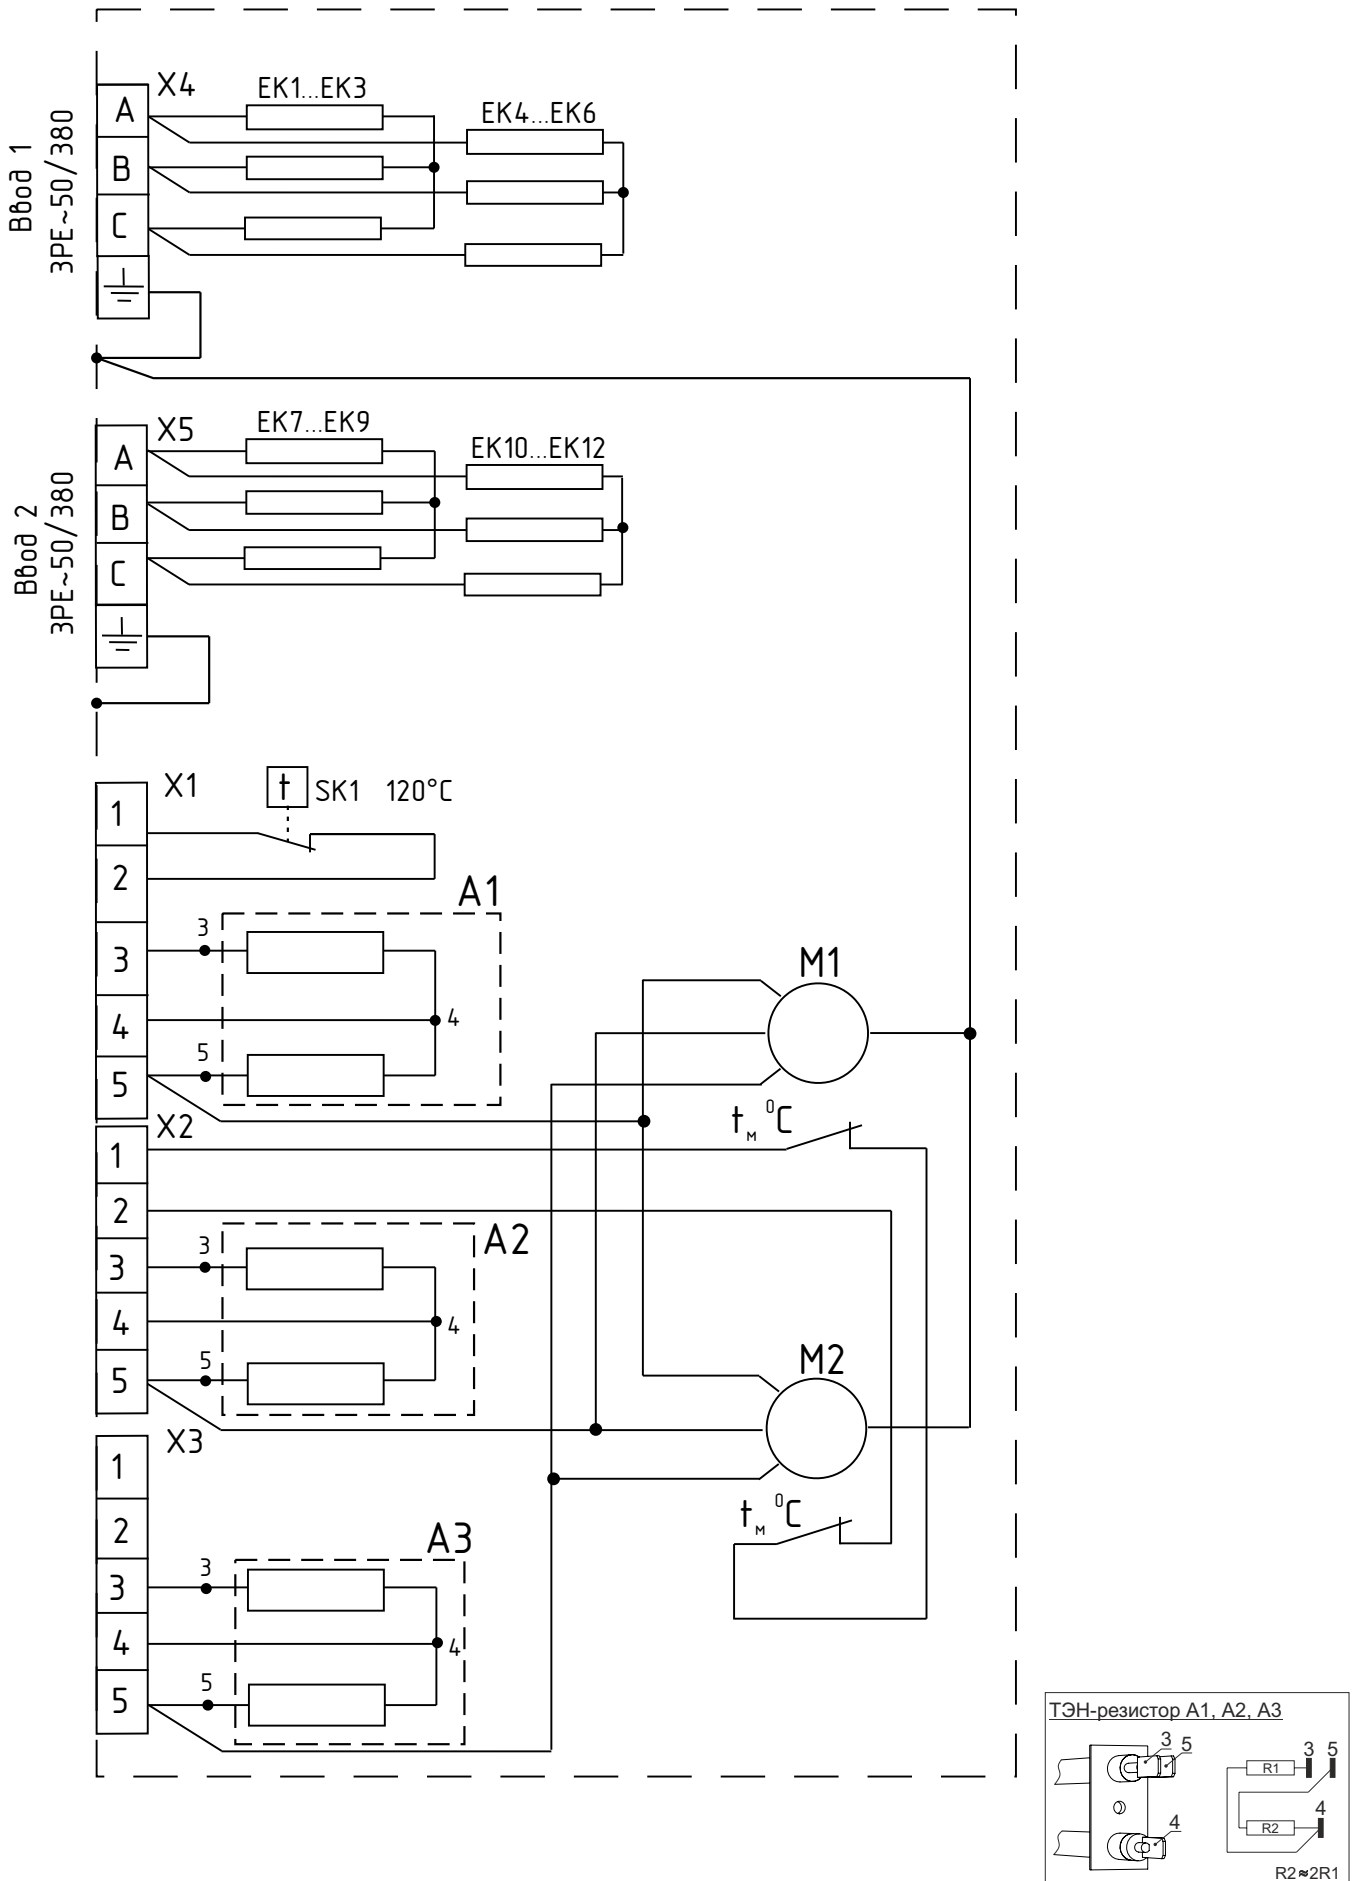 Ввод 1
3PE~50/380
X4
A
B
C
EK1...EK3
EK4...EK6
Ввод 2
3PE~50/380
X5
A
B
C
EK7...EK9
EK10...EK12
X1
1
2
3
4
5
t SK1 120°C
A1
3
4
5
M1
tм °C
X2
1
2
3
4
5
A2
3
4
5
M2
tм °C
X3
1
2
3
4
5
A3
3
4
5
ТЭН-резистор А1, А2, А3
3 5
4
3 5
R1
4
R2
R2≈2R1